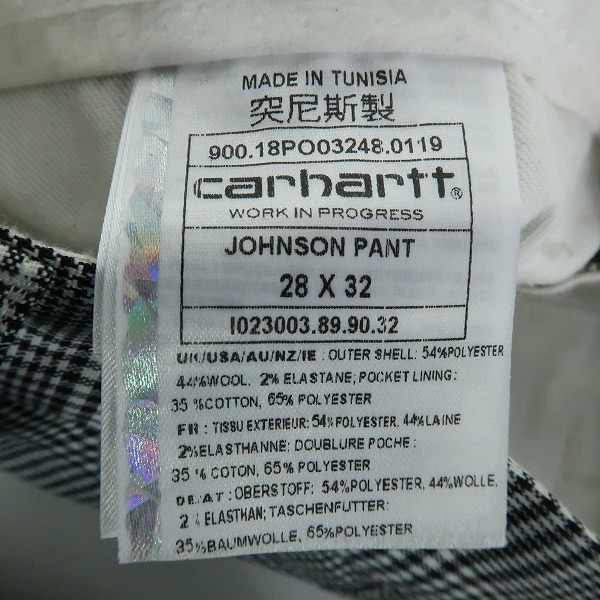 MADE IN TUNISIA
突尼斯製
900.18PO03248.0119
carhartt®
WORK IN PROGRESS
JOHNSON PANT
28 X 32
I023003.89.90.32
UK/USA/AU/NZ/IE : OUTER SHELL: 54%POLYESTER
44%WOOL, 2% ELASTANE; POCKET LINING:
35 %COTTON, 65% POLYESTER
FR : TISSU EXTERIEUR: 54%POLYESTER, 44%LAINE
2%ELASTHANNE; DOUBLURE POCHE :
35 % COTON, 65% POLYESTER
DE/AT : OBERSTOFF: 54%POLYESTER, 44%WOLLE,
2% ELASTHAN; TASCHENFUTTER:
35%BAUMWOLLE, 65%POLYESTER